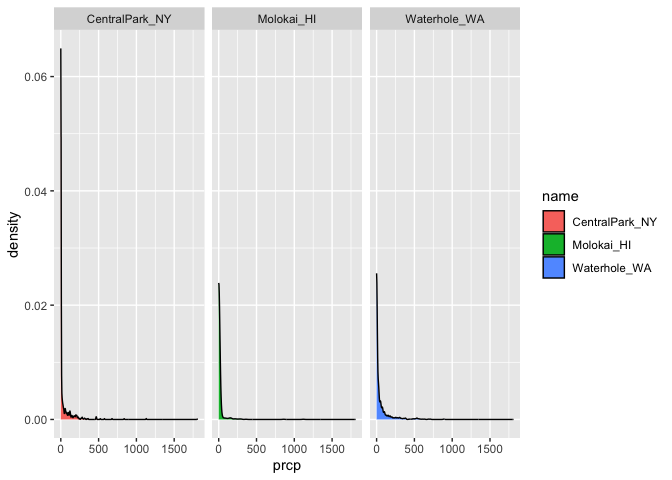 CentralPark_NY Molokai_HI Waterhole_WA
0.06
0.04
0.02
0.00
density
0 500 1000 1500 0 500 1000 1500 0 500 1000 1500
prcp
name
CentralPark_NY
Molokai_HI
Waterhole_WA